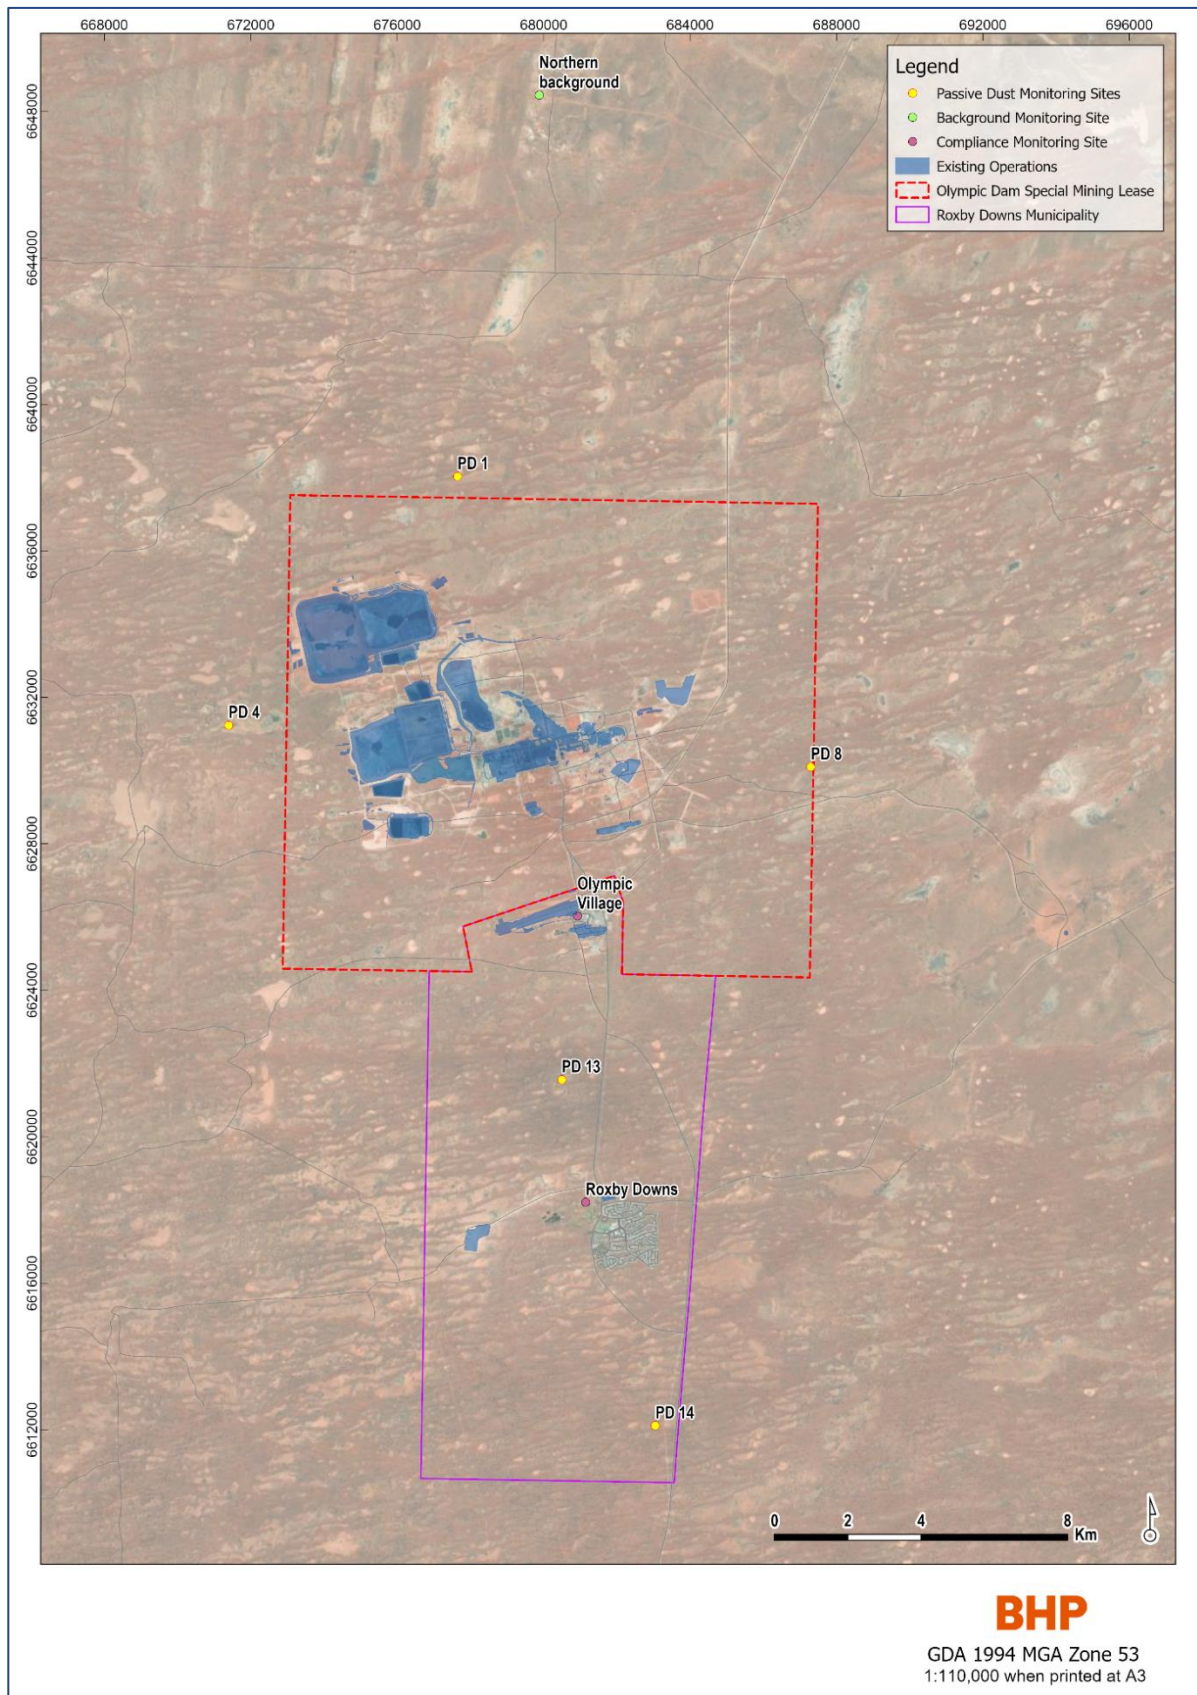 668000 672000 676000 680000 684000 688000 692000 696000
Northern
background
Legend
Passive Dust Monitoring Sites
Background Monitoring Site
Compliance Monitoring Site
Existing Operations
Olympic Dam Special Mining Lease
Roxby Downs Municipality
6648000
6644000
6640000
PD 1
6636000
6632000
PD 4
PD 8
6628000
Olympic
Village
6624000
PD 13
6620000
Roxby Downs
6616000
PD 14
6612000
0 2 4 8
Km
BHP
GDA 1994 MGA Zone 53
1:110,000 when printed at A3